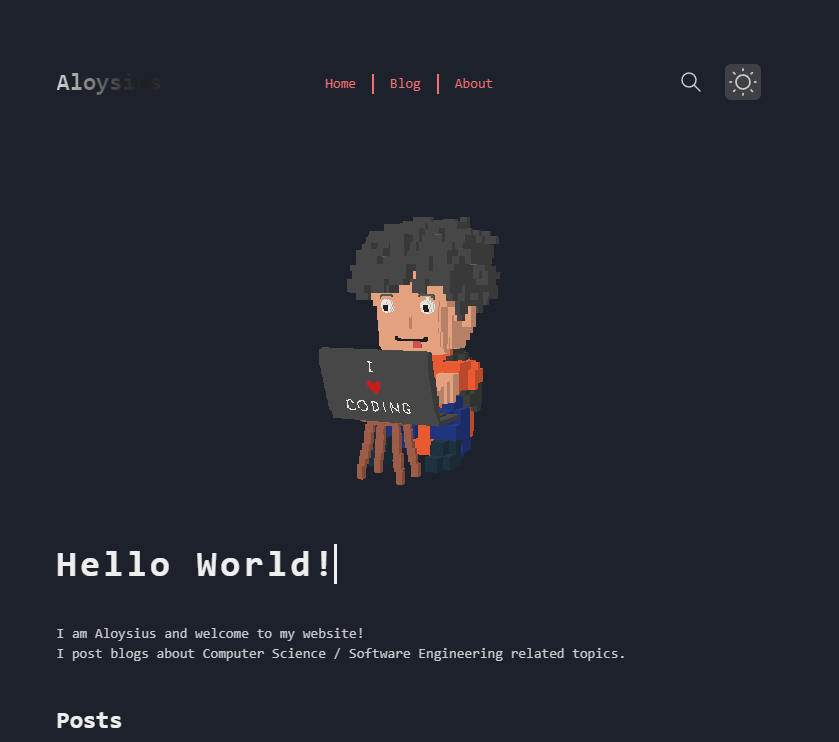 Aloysius
Home
Blog
About
I
CODING
Hello World!
I am Aloysius and welcome to my website!
I post blogs about Computer Science / Software Engineering related topics.
Posts